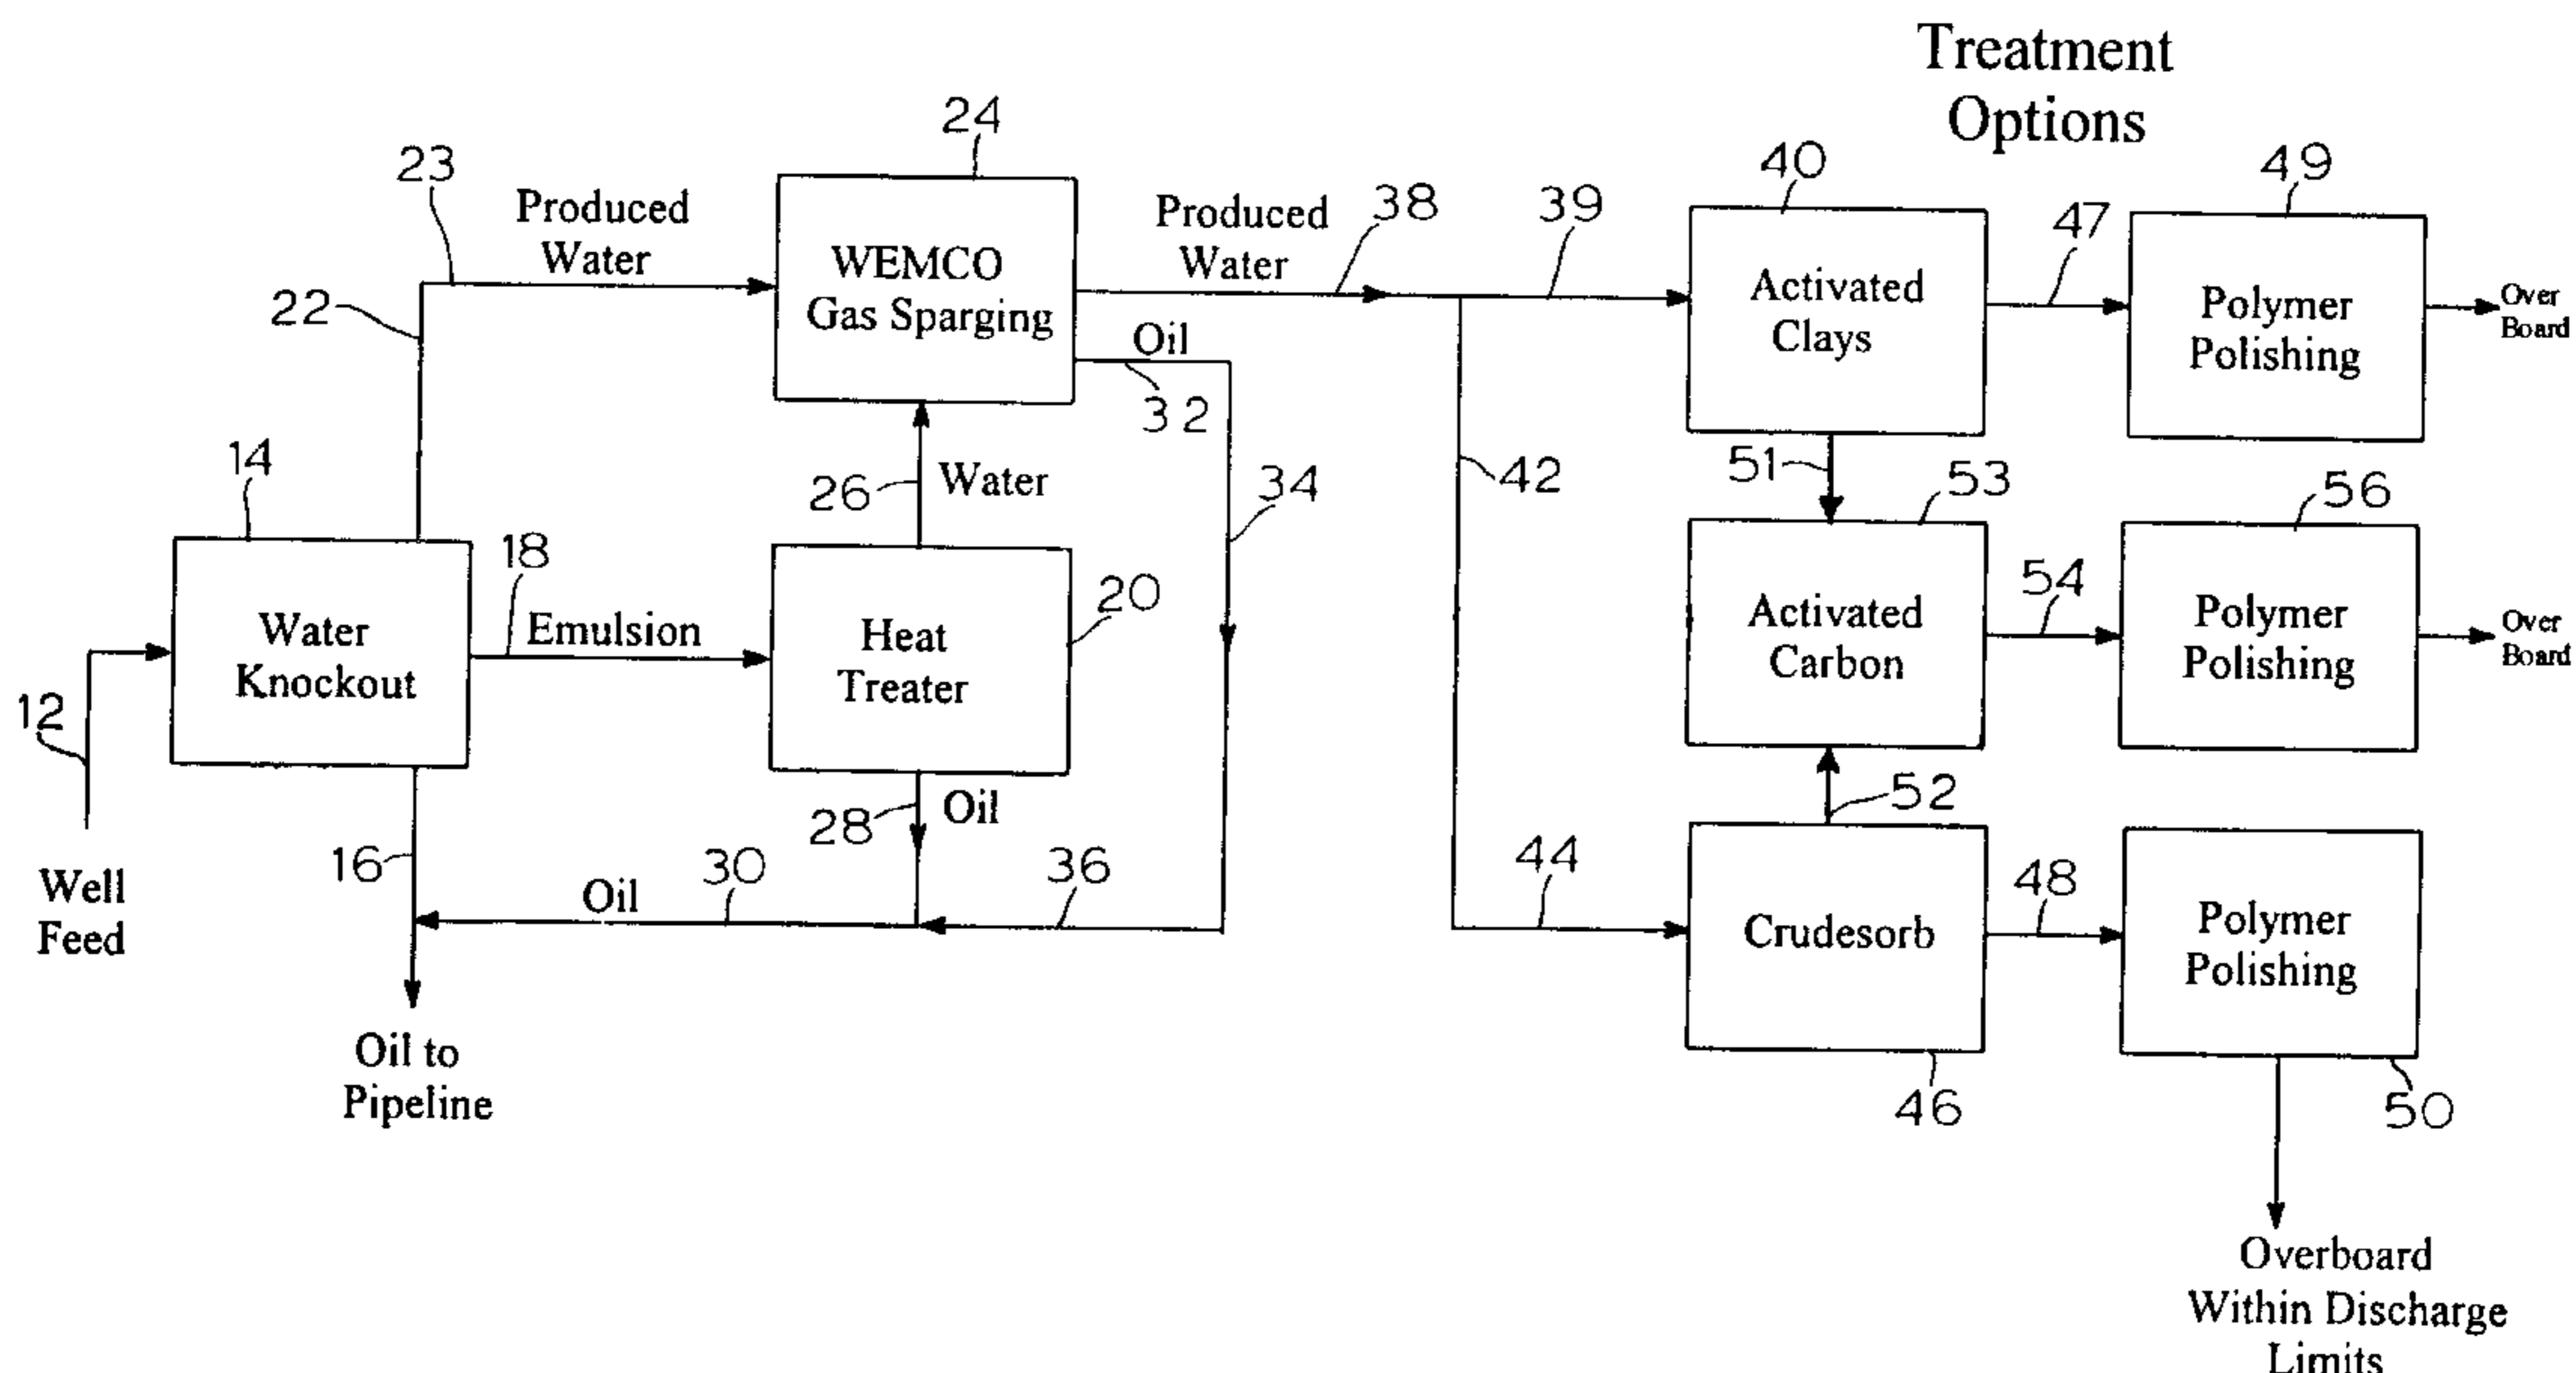 Treatment
Options
24
23
Produced
Water
22
WEMCO
Gas Sparging
Produced
Water
38
39
40
Activated
Clays
47
49
Polymer
Polishing
Over
Board
Oil
32
14
Water
Knockout
18
Emulsion
26
Water
Heat
Treater
20
34
42
51
53
Activated
Carbon
54
56
Polymer
Polishing
Over
Board
12
Well
Feed
16
28
Oil
Oil
30
36
44
52
Crudesorb
46
48
Polymer
Polishing
50
Oil to
Pipeline
Overboard
Within Discharge
Limits